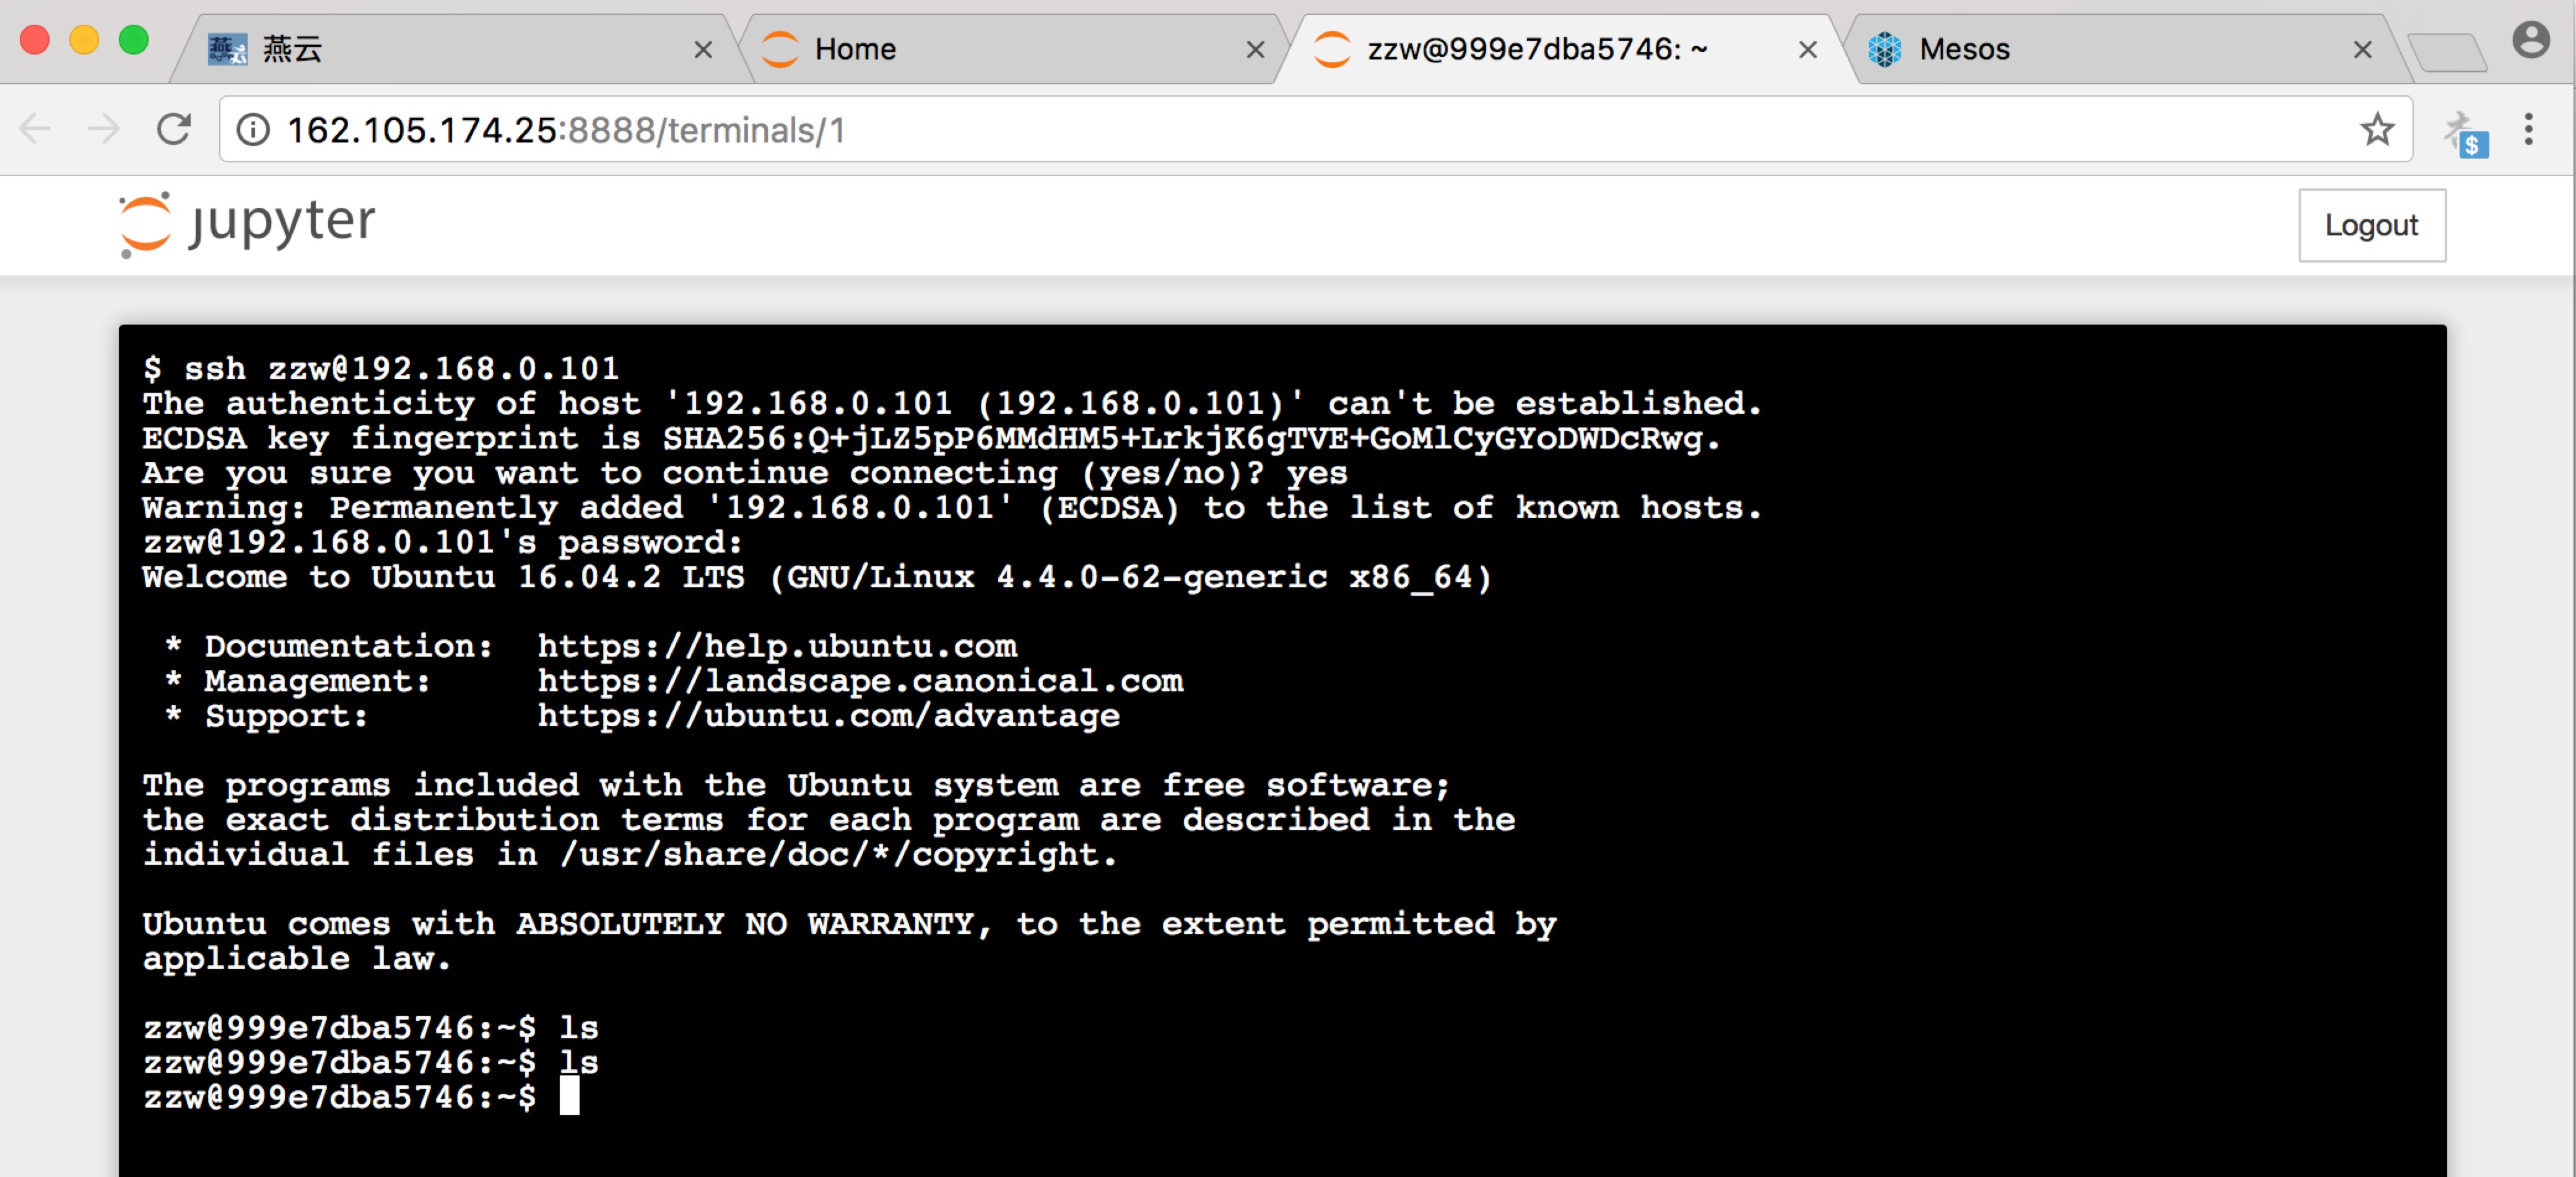 燕云
Home
zzw@999e7dba5746: ~
Mesos
162.105.174.25:8888/terminals/1
$
jupyter
Logout
$ ssh zzw@192.168.0.101
The authenticity of host '192.168.0.101 (192.168.0.101)' can't be established.
ECDSA key fingerprint is SHA256:Q+jLZ5pP6MMdHM5+LrkjK6gTVE+GoMlCyGYoDWDcRwg.
Are you sure you want to continue connecting (yes/no)? yes
Warning: Permanently added '192.168.0.101' (ECDSA) to the list of known hosts.
zzw@192.168.0.101's password:
Welcome to Ubuntu 16.04.2 LTS (GNU/Linux 4.4.0-62-generic x86_64)
* Documentation:  https://help.ubuntu.com
* Management:     https://landscape.canonical.com
* Support:        https://ubuntu.com/advantage
The programs included with the Ubuntu system are free software;
the exact distribution terms for each program are described in the
individual files in /usr/share/doc/*/copyright.
Ubuntu comes with ABSOLUTELY NO WARRANTY, to the extent permitted by
applicable law.
zzw@999e7dba5746:~$ ls
zzw@999e7dba5746:~$ ls
zzw@999e7dba5746:~$